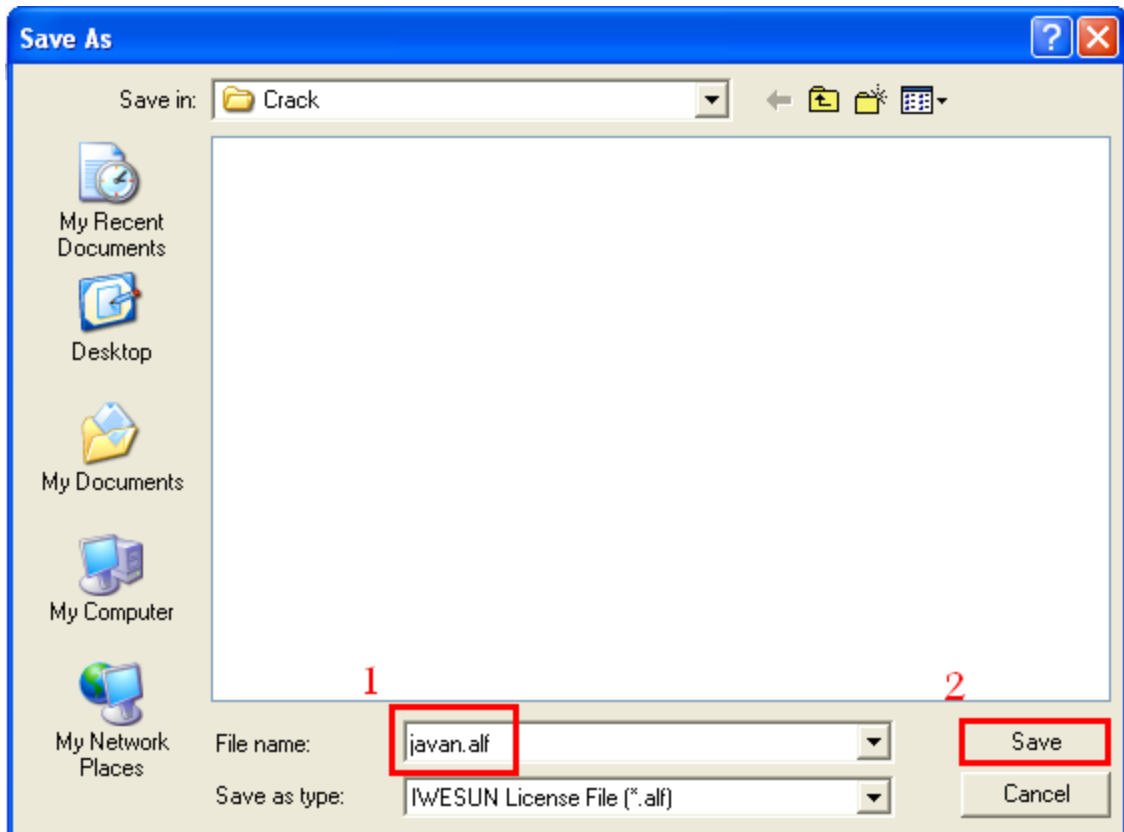 Save As
Save in:
Crack
My Recent
Documents
Desktop
My Documents
My Computer
My Network
Places
1
2
File name:
javan.alf
Save
Save as type:
IWESUN License File (*.alf)
Cancel